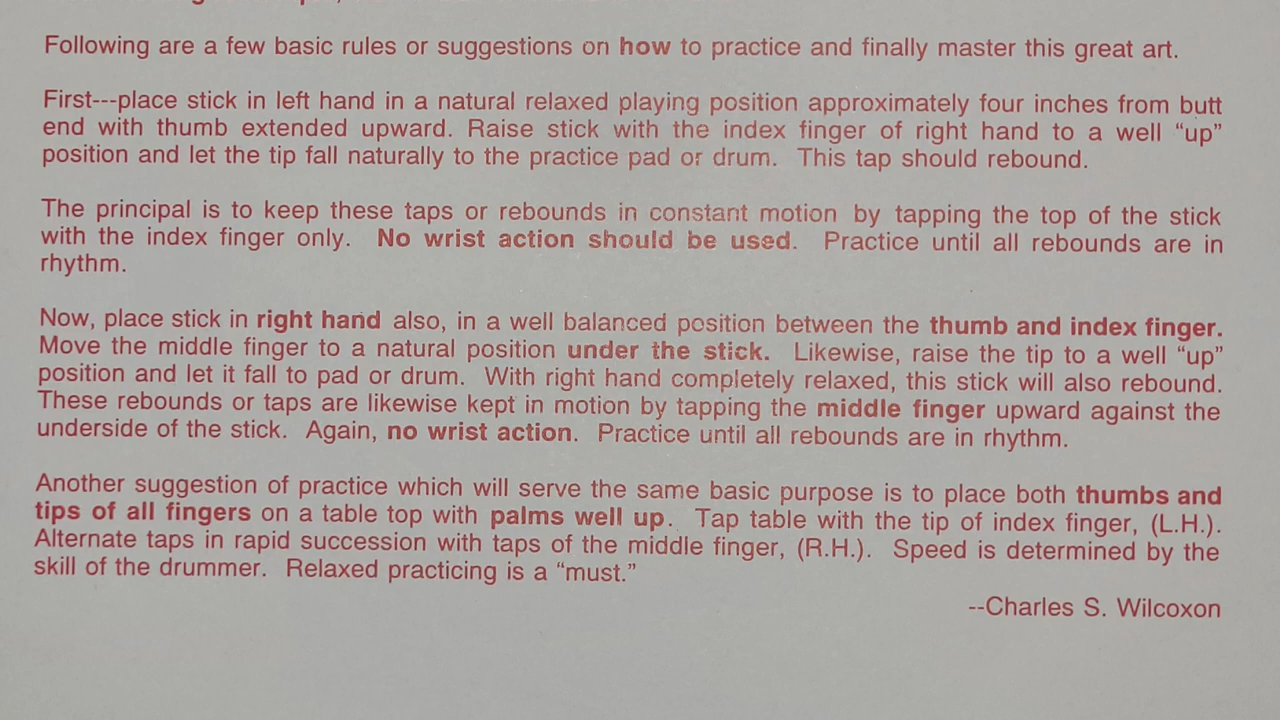 Following are a few basic rules or suggestions on how to practice and finally master this great art.
First---place stick in left hand in a natural relaxed playing position approximately four inches from butt
end with thumb extended upward. Raise stick with the index finger of right hand to a well “up”
position and let the tip fall naturally to the practice pad or drum. This tap should rebound.
The principal is to keep these taps or rebounds in constant motion by tapping the top of the stick
with the index finger only. No wrist action should be used. Practice until all rebounds are in
rhythm.
Now, place stick in right hand also, in a well balanced position between the thumb and index finger.
Move the middle finger to a natural position under the stick. Likewise, raise the tip to a well “up”
position and let it fall to pad or drum. With right hand completely relaxed, this stick will also rebound.
These rebounds or taps are likewise kept in motion by tapping the middle finger upward against the
underside of the stick. Again, no wrist action. Practice until all rebounds are in rhythm.
Another suggestion of practice which will serve the same basic purpose is to place both thumbs and
tips of all fingers on a table top with palms well up. Tap table with the tip of index finger, (L.H.).
Alternate taps in rapid succession with taps of the middle finger, (R.H.). Speed is determined by the
skill of the drummer. Relaxed practicing is a “must.”
--Charles S. Wilcoxon